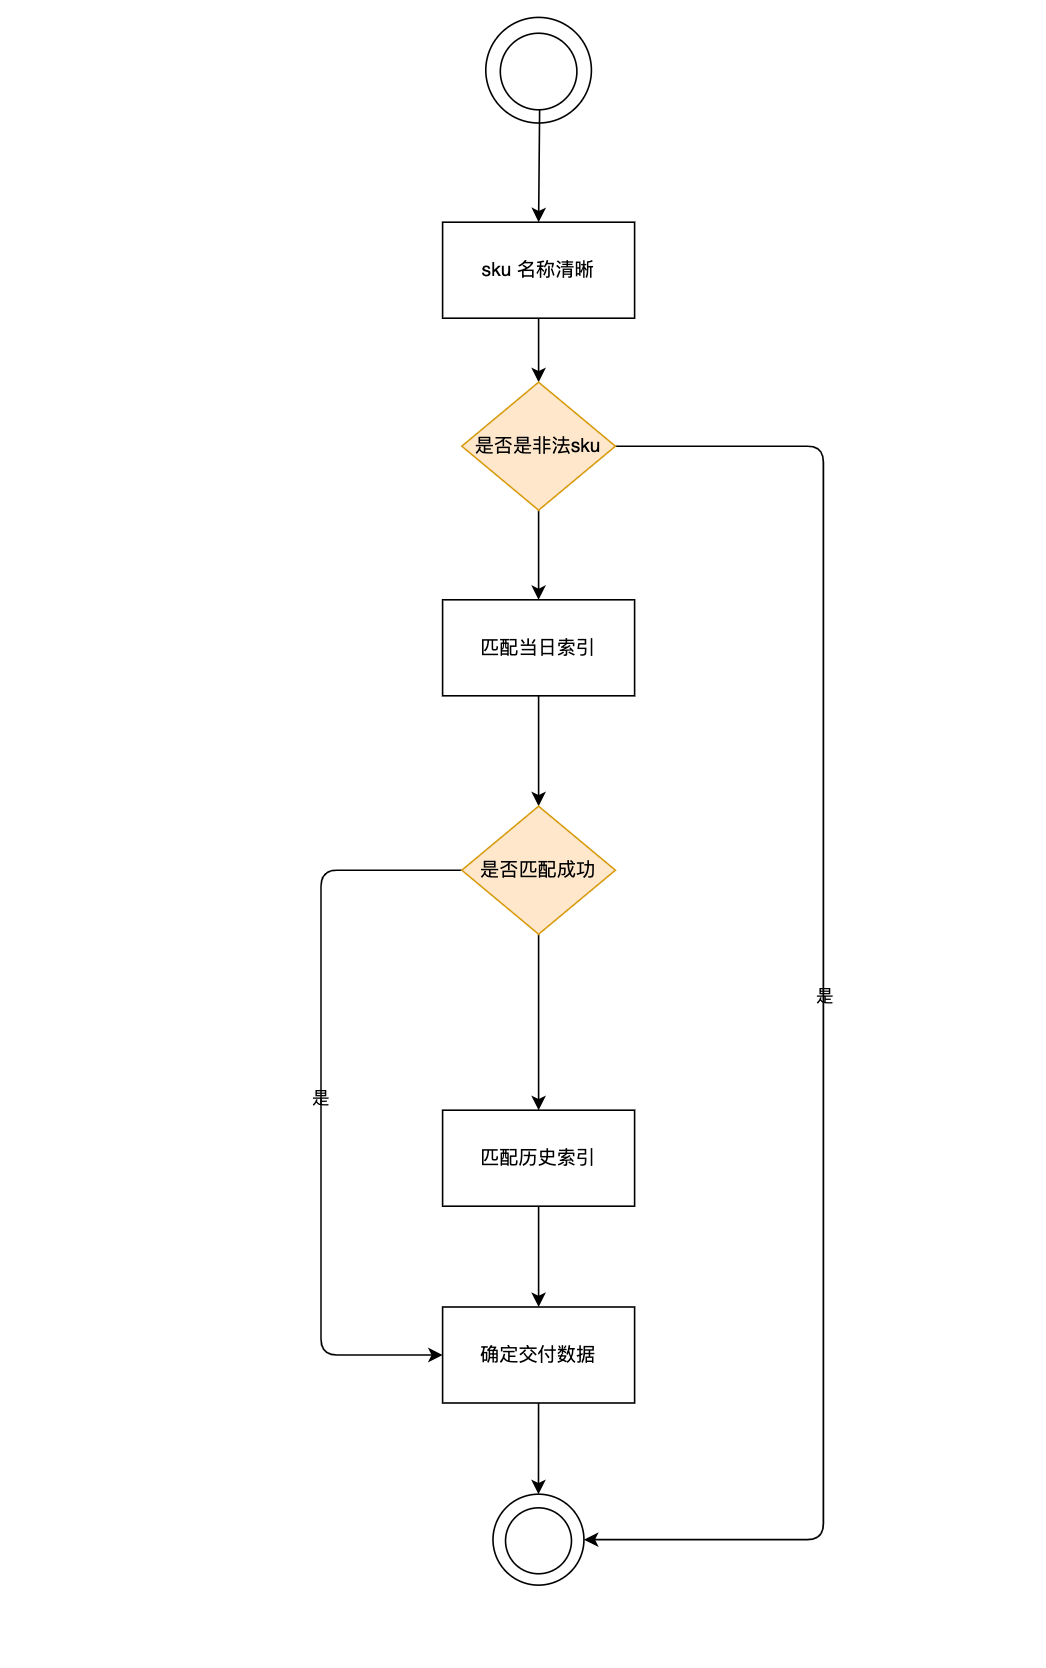 sku 名称清晰
是否是非法sku
匹配当日索引
是否匹配成功
是
是
匹配历史索引
确定交付数据